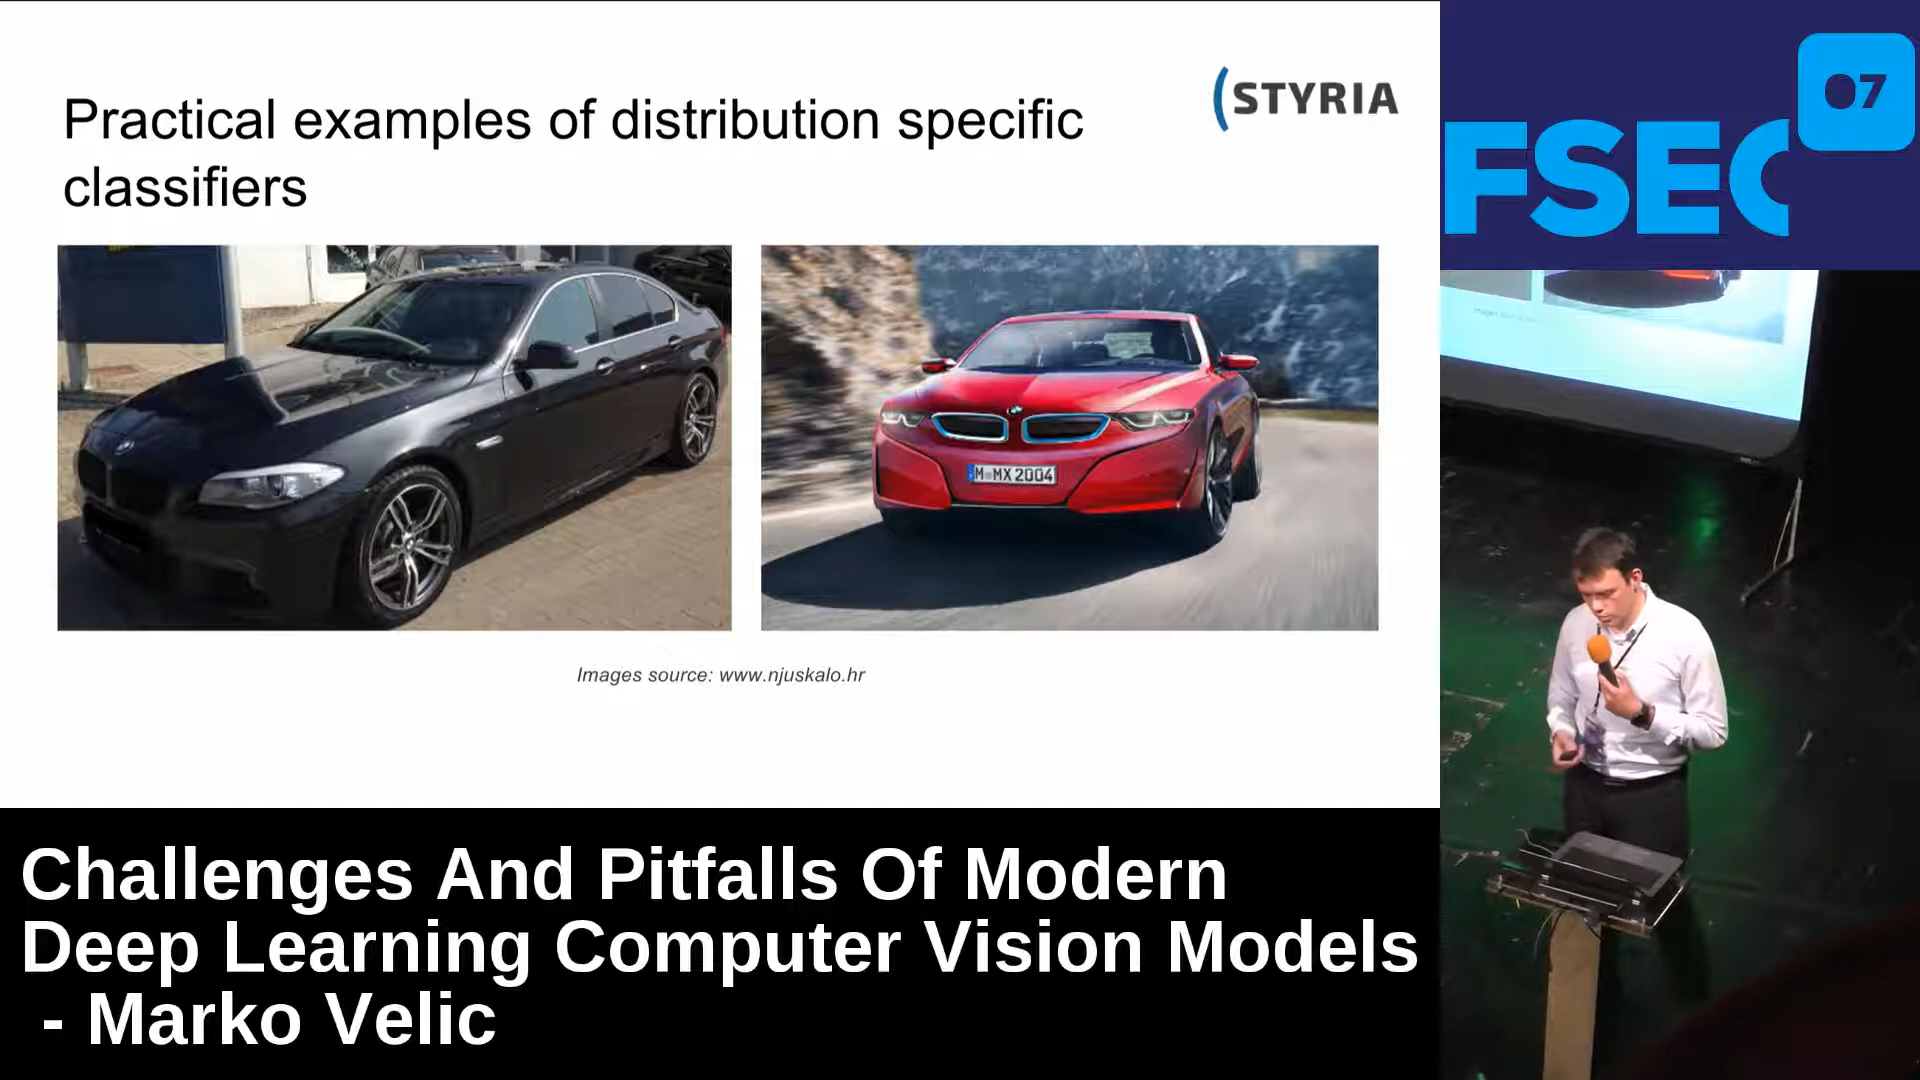 Practical examples of distribution specific
classifiers
STYRIA
M MX 2004
Images source: www.njuskalo.hr
07
FSEC
Challenges And Pitfalls Of Modern
Deep Learning Computer Vision Models
- Marko Velic